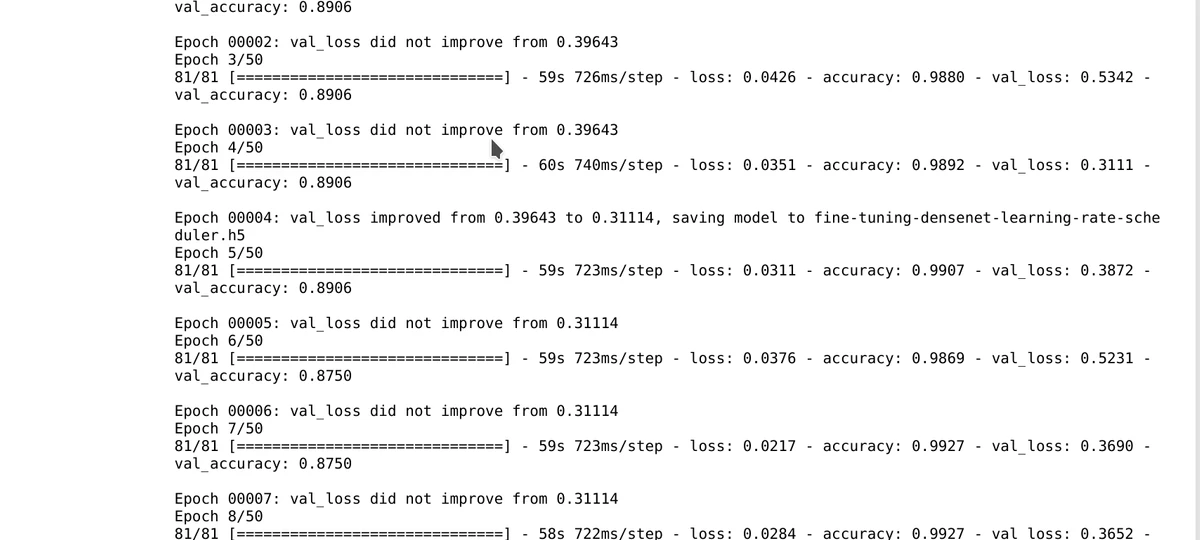 val_accuracy: 0.8906
Epoch 00002: val_loss did not improve from 0.39643
Epoch 3/50
81/81 [==============================] - 59s 726ms/step - loss: 0.0426 - accuracy: 0.9880 - val_loss: 0.5342 -
val_accuracy: 0.8906
Epoch 00003: val_loss did not improve from 0.39643
Epoch 4/50
81/81 [==============================] - 60s 740ms/step - loss: 0.0351 - accuracy: 0.9892 - val_loss: 0.3111 -
val_accuracy: 0.8906
Epoch 00004: val_loss improved from 0.39643 to 0.31114, saving model to fine-tuning-densenet-learning-rate-sche
duler.h5
Epoch 5/50
81/81 [==============================] - 59s 723ms/step - loss: 0.0311 - accuracy: 0.9907 - val_loss: 0.3872 -
val_accuracy: 0.8906
Epoch 00005: val_loss did not improve from 0.31114
Epoch 6/50
81/81 [==============================] - 59s 723ms/step - loss: 0.0376 - accuracy: 0.9869 - val_loss: 0.5231 -
val_accuracy: 0.8750
Epoch 00006: val_loss did not improve from 0.31114
Epoch 7/50
81/81 [==============================] - 59s 723ms/step - loss: 0.0217 - accuracy: 0.9927 - val_loss: 0.3690 -
val_accuracy: 0.8750
Epoch 00007: val_loss did not improve from 0.31114
Epoch 8/50
81/81 [==============================] - 58s 722ms/step - loss: 0.0284 - accuracy: 0.9927 - val_loss: 0.3652 -